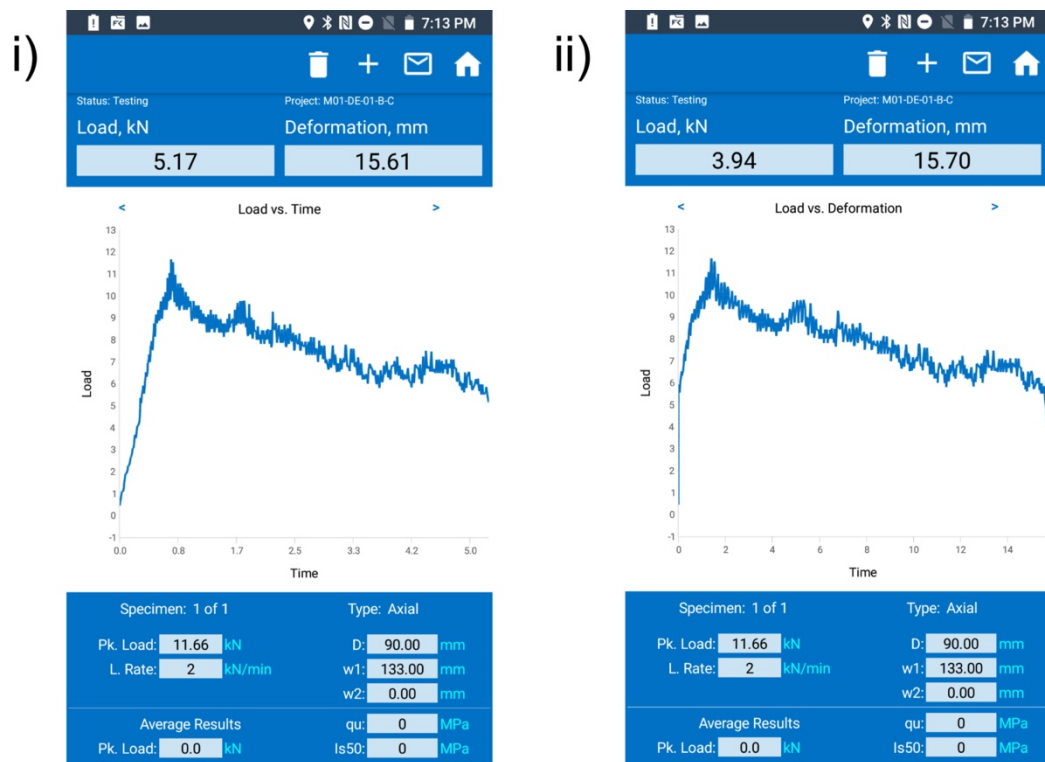 i)
7:13 PM
Status: Testing Project: M01-DE-01-B-C
Load, kN Deformation, mm
5.17 15.61
< Load vs. Time >
13
12
11
10
9
8
7
6
5
4
3
2
1
0
-1
Load
0.0 0.8 1.7 2.5 3.3 4.2 5.0
Time
Specimen: 1 of 1 Type: Axial
Pk. Load: 11.66 kN D: 90.00 mm
L. Rate: 2 kN/min w1: 133.00 mm
w2: 0.00 mm
Average Results qu: 0 MPa
Pk. Load: 0.0 kN Is50: 0 MPa
ii)
7:13 PM
Status: Testing Project: M01-DE-01-B-C
Load, kN Deformation, mm
3.94 15.70
< Load vs. Deformation >
13
12
11
10
9
8
7
6
5
4
3
2
1
0
-1
Load
0 2 4 6 8 10 12 14
Time
Specimen: 1 of 1 Type: Axial
Pk. Load: 11.66 kN D: 90.00 mm
L. Rate: 2 kN/min w1: 133.00 mm
w2: 0.00 mm
Average Results qu: 0 MPa
Pk. Load: 0.0 kN Is50: 0 MPa